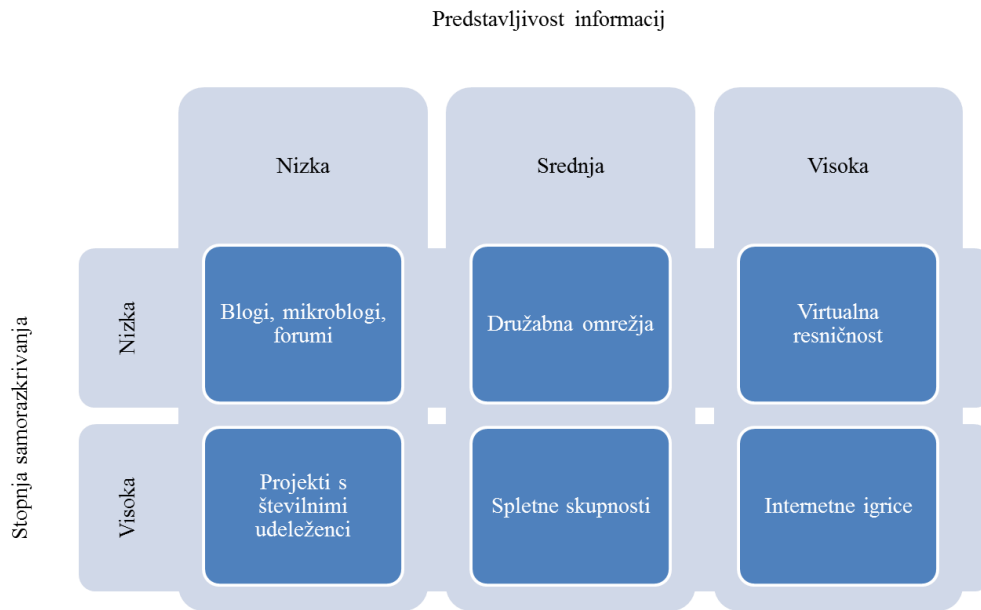 Predstavljivost informacij
Nizka
Srednja
Visoka
Stopnja samorazkrivanja
Nizka
Blogi, mikroblogi,
forumi
Družabna omrežja
Virtualna
resničnost
Visoka
Projekti s
številnimi
udeleženci
Spletne skupnosti
Internetne igrice